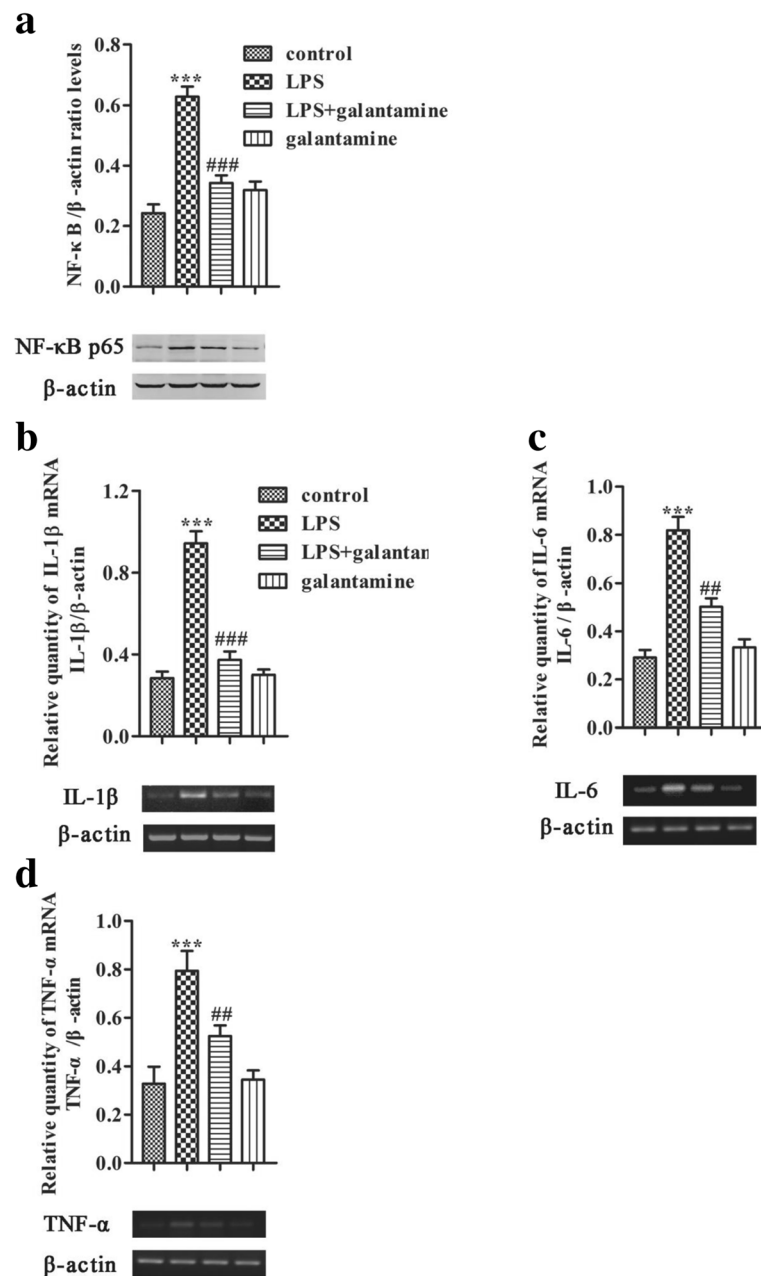 a
NF-κ B /β -actin ratio levels
0.8
0.6
0.4
0.2
0.0
***
###
control
LPS
LPS+galantamine
galantamine
NF-κB p65
β-actin
b
Relative quantity of IL-1β mRNA
IL-1β/β-actin
1.2
0.8
0.4
0.0
***
###
control
LPS
LPS+galantan
galantamine
IL-1β
β-actin
c
Relative quantity of IL-6 mRNA
IL-6 / β -actin
1.0
0.8
0.6
0.4
0.2
0.0
***
##
IL-6
β-actin
d
Relative quantity of TNF-α mRNA
TNF-α /β -actin
1.0
0.8
0.6
0.4
0.2
0.0
***
##
TNF-α
β-actin